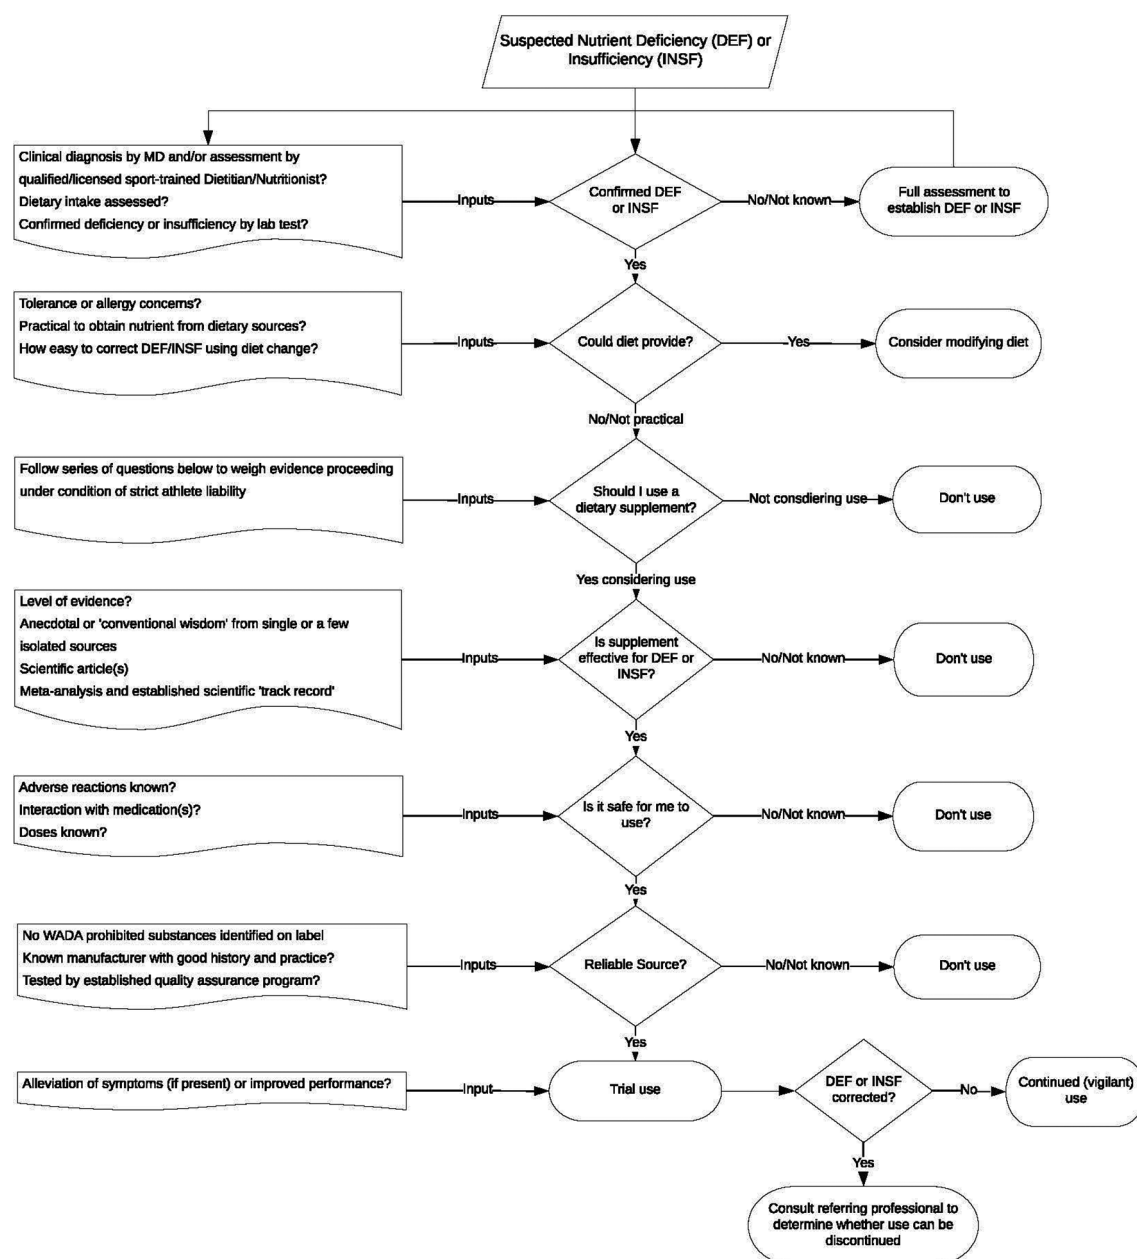 Suspected Nutrient Deficiency (DEF) or
Insufficiency (INSF)
Clinical diagnosis by MD and/or assessment by
qualified/licensed sport-trained Dietitian/Nutritionist?
Dietary intake assessed?
Confirmed deficiency or insufficiency by lab test?
Inputs
Confirmed DEF
or INSF
No/Not known
Full assessment to
establish DEF or INSF
Yes
Tolerance or allergy concerns?
Practical to obtain nutrient from dietary sources?
How easy to correct DEF/INSF using diet change?
Inputs
Could diet provide?
Yes
Consider modifying diet
No/Not practical
Follow series of questions below to weigh evidence proceeding
under condition of strict athlete liability
Inputs
Should I use a
dietary supplement?
Not consdiering use
Don't use
Yes considering use
Level of evidence?
Anecdotal or 'conventional wisdom' from single or a few
isolated sources
Scientific article(s)
Meta-analysis and established scientific 'track record'
Inputs
Is supplement
effective for DEF or
INSF?
No/Not known
Don't use
Yes
Adverse reactions known?
Interaction with medication(s)?
Doses known?
Inputs
Is it safe for me to
use?
No/Not known
Don't use
Yes
No WADA prohibited substances identified on label
Known manufacturer with good history and practice?
Tested by established quality assurance program?
Inputs
Reliable Source?
No/Not known
Don't use
Yes
Alleviation of symptoms (if present) or improved performance?
Input
Trial use
DEF or INSF
corrected?
No
Continued (vigilant)
use
Yes
Consult referring professional to
determine whether use can be
discontinued